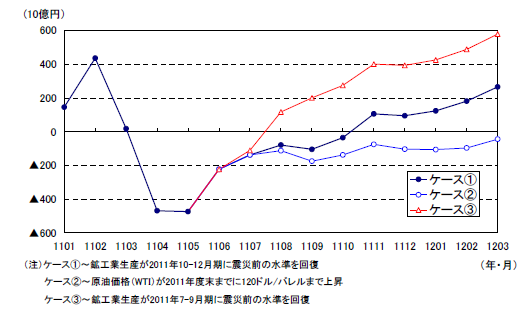 (10億円)
600
400
200
0
▲200
▲400
▲600
ケース①
ケース②
ケース③
1101 1102 1103 1104 1105 1106 1107 1108 1109 1110 1111 1112 1201 1202 1203
(年・月)
(注)ケース①～鉱工業生産が2011年10-12月期に震災前の水準を回復
ケース②～原油価格(WTI)が2011年度末までに120ドル/バレルまで上昇
ケース③～鉱工業生産が2011年7-9月期に震災前の水準を回復